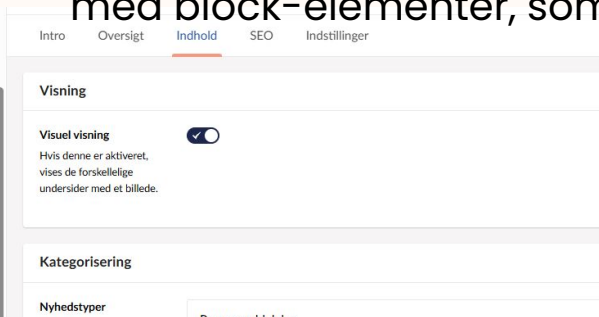 med block-elementer, som
Intro Oversigt Indhold SEO Indstillinger
Visning
Visuel visning
Hvis denne er aktiveret,
vises de forskellelige
undersider med et billede.
Kategorisering
Nyhedstyper